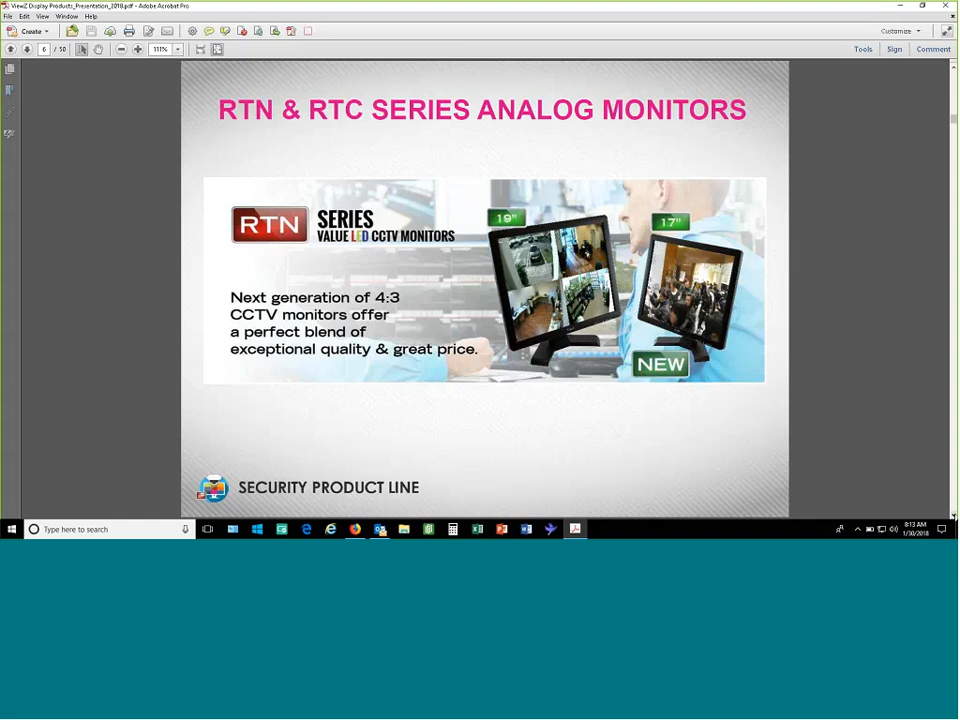 ViewZ Display Products_Presentation_2018.pdf - Adobe Acrobat Pro
File Edit View Window Help
Create
Customize
6 / 50
111%
Tools Sign Comment
RTN & RTC SERIES ANALOG MONITORS
RTN
SERIES
VALUE LED CCTV MONITORS
19"
17"
Next generation of 4:3
CCTV monitors offer
a perfect blend of
exceptional quality & great price.
NEW
SECURITY PRODUCT LINE
Type here to search
8:13 AM
1/30/2018